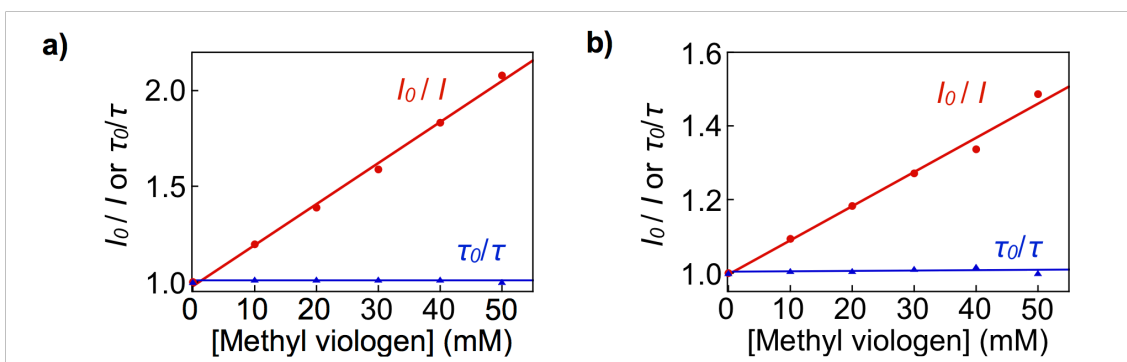 a)
I₀ / I or τ₀/τ
2.0
1.5
1.0
I₀ / I
τ₀/τ
0 10 20 30 40 50
[Methyl viologen] (mM)
b)
I₀ / I or τ₀/τ
1.6
1.4
1.2
1.0
I₀ / I
τ₀/τ
0 10 20 30 40 50
[Methyl viologen] (mM)